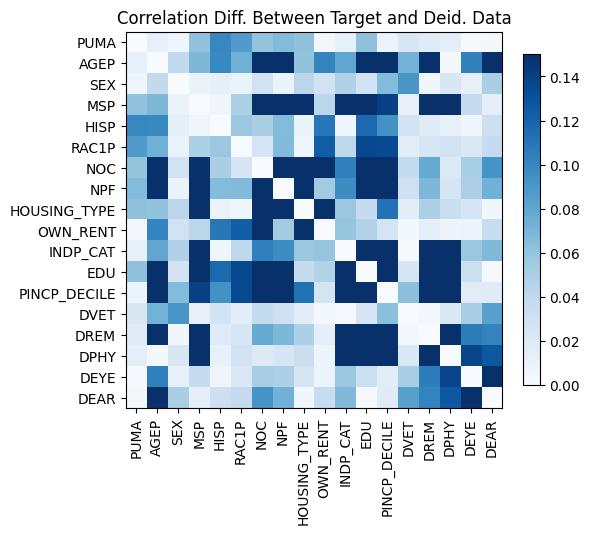 Correlation Diff. Between Target and Deid. Data
PUMA
AGEP
SEX
MSP
HISP
RAC1P
NOC
NPF
HOUSING_TYPE
OWN_RENT
INDP_CAT
EDU
PINCP_DECILE
DVET
DREM
DPHY
DEYE
DEAR
PUMA
AGEP
SEX
MSP
HISP
RAC1P
NOC
NPF
HOUSING_TYPE
OWN_RENT
INDP_CAT
EDU
PINCP_DECILE
DVET
DREM
DPHY
DEYE
DEAR
0.14
0.12
0.10
0.08
0.06
0.04
0.02
0.00